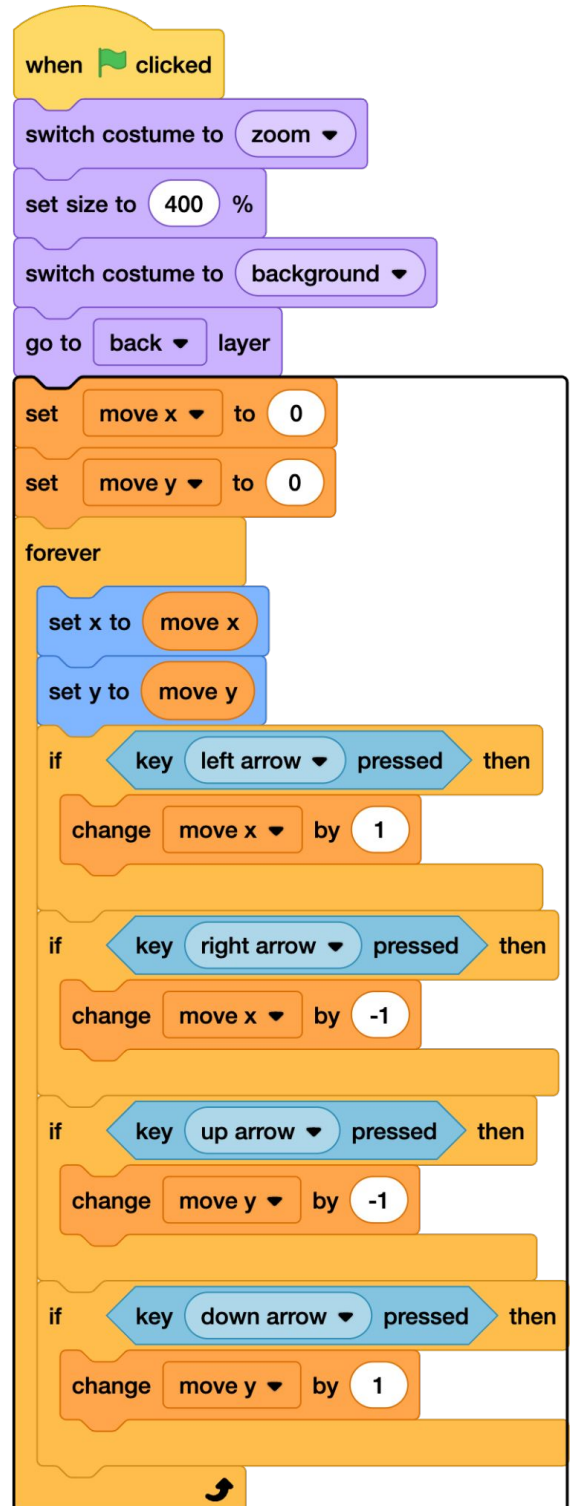 when clicked
switch costume to zoom
set size to 400 %
switch costume to background
go to back layer
set move x to 0
set move y to 0
forever
set x to move x
set y to move y
if key left arrow pressed then
change move x by 1
if key right arrow pressed then
change move x by -1
if key up arrow pressed then
change move y by -1
if key down arrow pressed then
change move y by 1